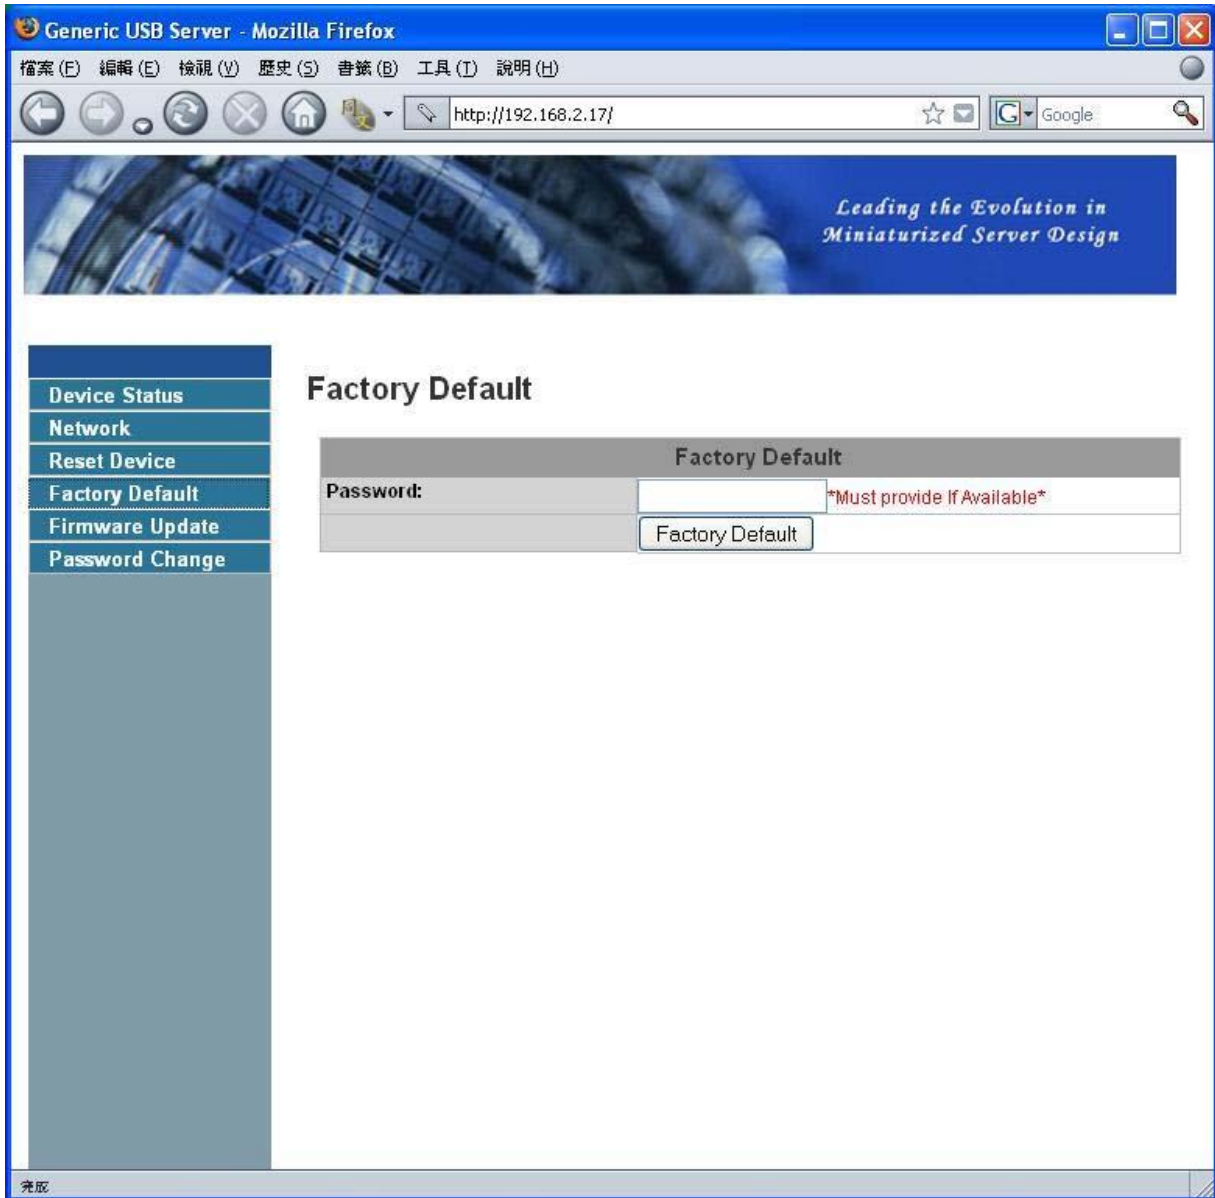 Generic USB Server - Mozilla Firefox
檔案(F) 編輯(E) 檢視(V) 歷史(S) 書籤(B) 工具(T) 說明(H)
http://192.168.2.17/
G Google
Leading the Evolution in
Miniaturized Server Design
Device Status
Network
Reset Device
Factory Default
Firmware Update
Password Change
Factory Default
Factory Default
Password:
*Must provide If Available*
Factory Default
完成